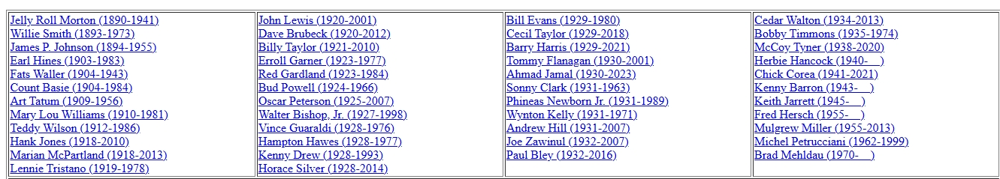 Jelly Roll Morton (1890-1941)
Willie Smith (1893-1973)
James P. Johnson (1894-1955)
Earl Hines (1903-1983)
Fats Waller (1904-1943)
Count Basie (1904-1984)
Art Tatum (1909-1956)
Mary Lou Williams (1910-1981)
Teddy Wilson (1912-1986)
Hank Jones (1918-2010)
Marian McPartland (1918-2013)
Lennie Tristano (1919-1978)
John Lewis (1920-2001)
Dave Brubeck (1920-2012)
Billy Taylor (1921-2010)
Erroll Garner (1923-1977)
Red Gardland (1923-1984)
Bud Powell (1924-1966)
Oscar Peterson (1925-2007)
Walter Bishop, Jr. (1927-1998)
Vince Guaraldi (1928-1976)
Hampton Hawes (1928-1977)
Kenny Drew (1928-1993)
Horace Silver (1928-2014)
Bill Evans (1929-1980)
Cecil Taylor (1929-2018)
Barry Harris (1929-2021)
Tommy Flanagan (1930-2001)
Ahmad Jamal (1930-2023)
Sonny Clark (1931-1963)
Phineas Newborn Jr. (1931-1989)
Wynton Kelly (1931-1971)
Andrew Hill (1931-2007)
Joe Zawinul (1932-2007)
Paul Bley (1932-2016)
Cedar Walton (1934-2013)
Bobby Timmons (1935-1974)
McCoy Tyner (1938-2020)
Herbie Hancock (1940-    )
Chick Corea (1941-2021)
Kenny Barron (1943-    )
Keith Jarrett (1945-    )
Fred Hersch (1955-    )
Mulgrew Miller (1955-2013)
Michel Petrucciani (1962-1999)
Brad Mehldau (1970-    )